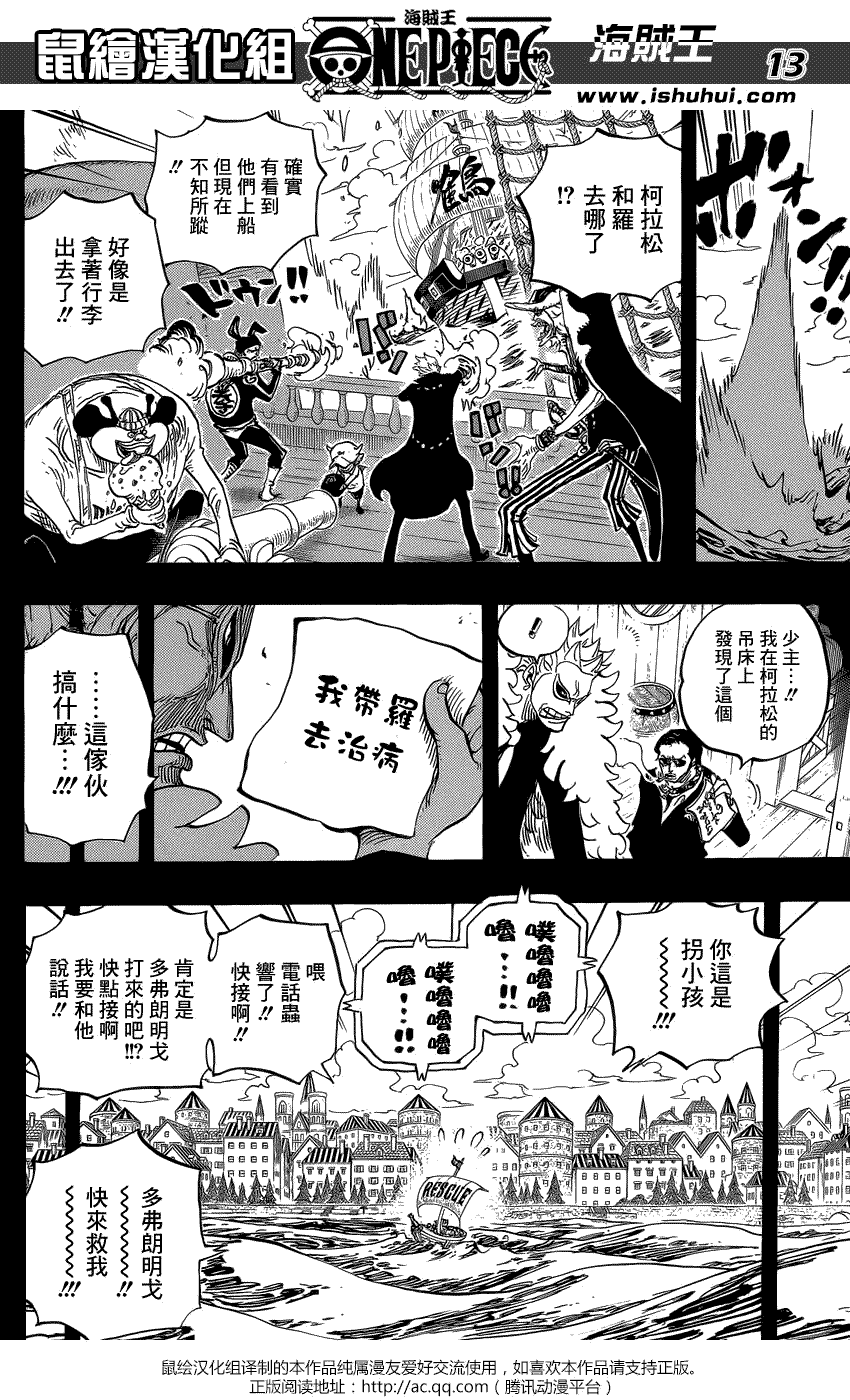 海賊王
鼠繪漢化組
ONE PIECE
海賊王
13
www.ishuhui.com
ボオォン!!
柯拉松
和羅
去哪了
!?
鶴
確實
有看到
他們上船
但現在
不知所蹤
!!
好像是
拿著行李
出去了!!
ドウン!!
バン!!
バン!!
少主…!!
我在柯拉松的
吊床上
發現了這個
!
我帶羅
去治病
……這傢伙
搞什麼…!!!
你這是
拐小孩
~~~!!!
噗嚕嚕嚕
嚕…!!
噗嚕嚕嚕
嚕…!!
喂
電話蟲
響了!!
快接啊!!
肯定是
多弗朗明戈
打來的吧!!?
快點接啊
我要和他
說話!!
RESCUE
多弗朗明戈
~~~!!
快來救我
~~~!!!
鼠绘汉化组译制的本作品纯属漫友爱好交流使用，如喜欢本作品请支持正版。
正版阅读地址：http://ac.qq.com（腾讯动漫平台）